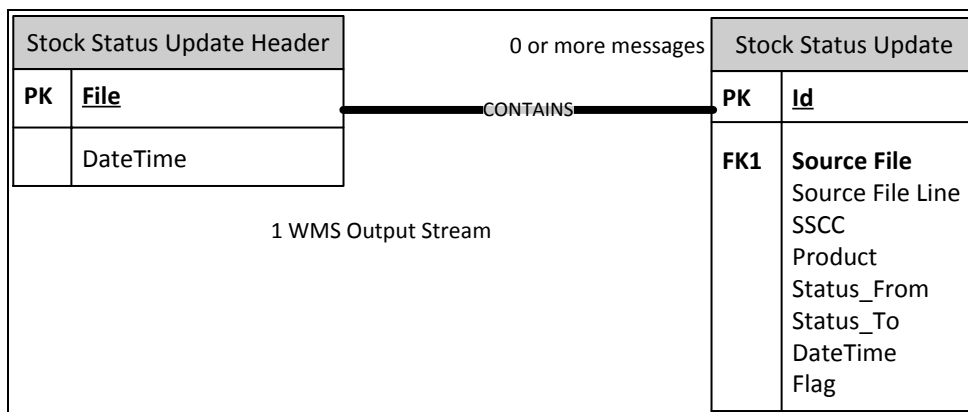 Stock Status Update Header
PK File
DateTime
0 or more messages
CONTAINS
1 WMS Output Stream
Stock Status Update
PK Id
FK1 Source File
Source File Line
SSCC
Product
Status_From
Status_To
DateTime
Flag